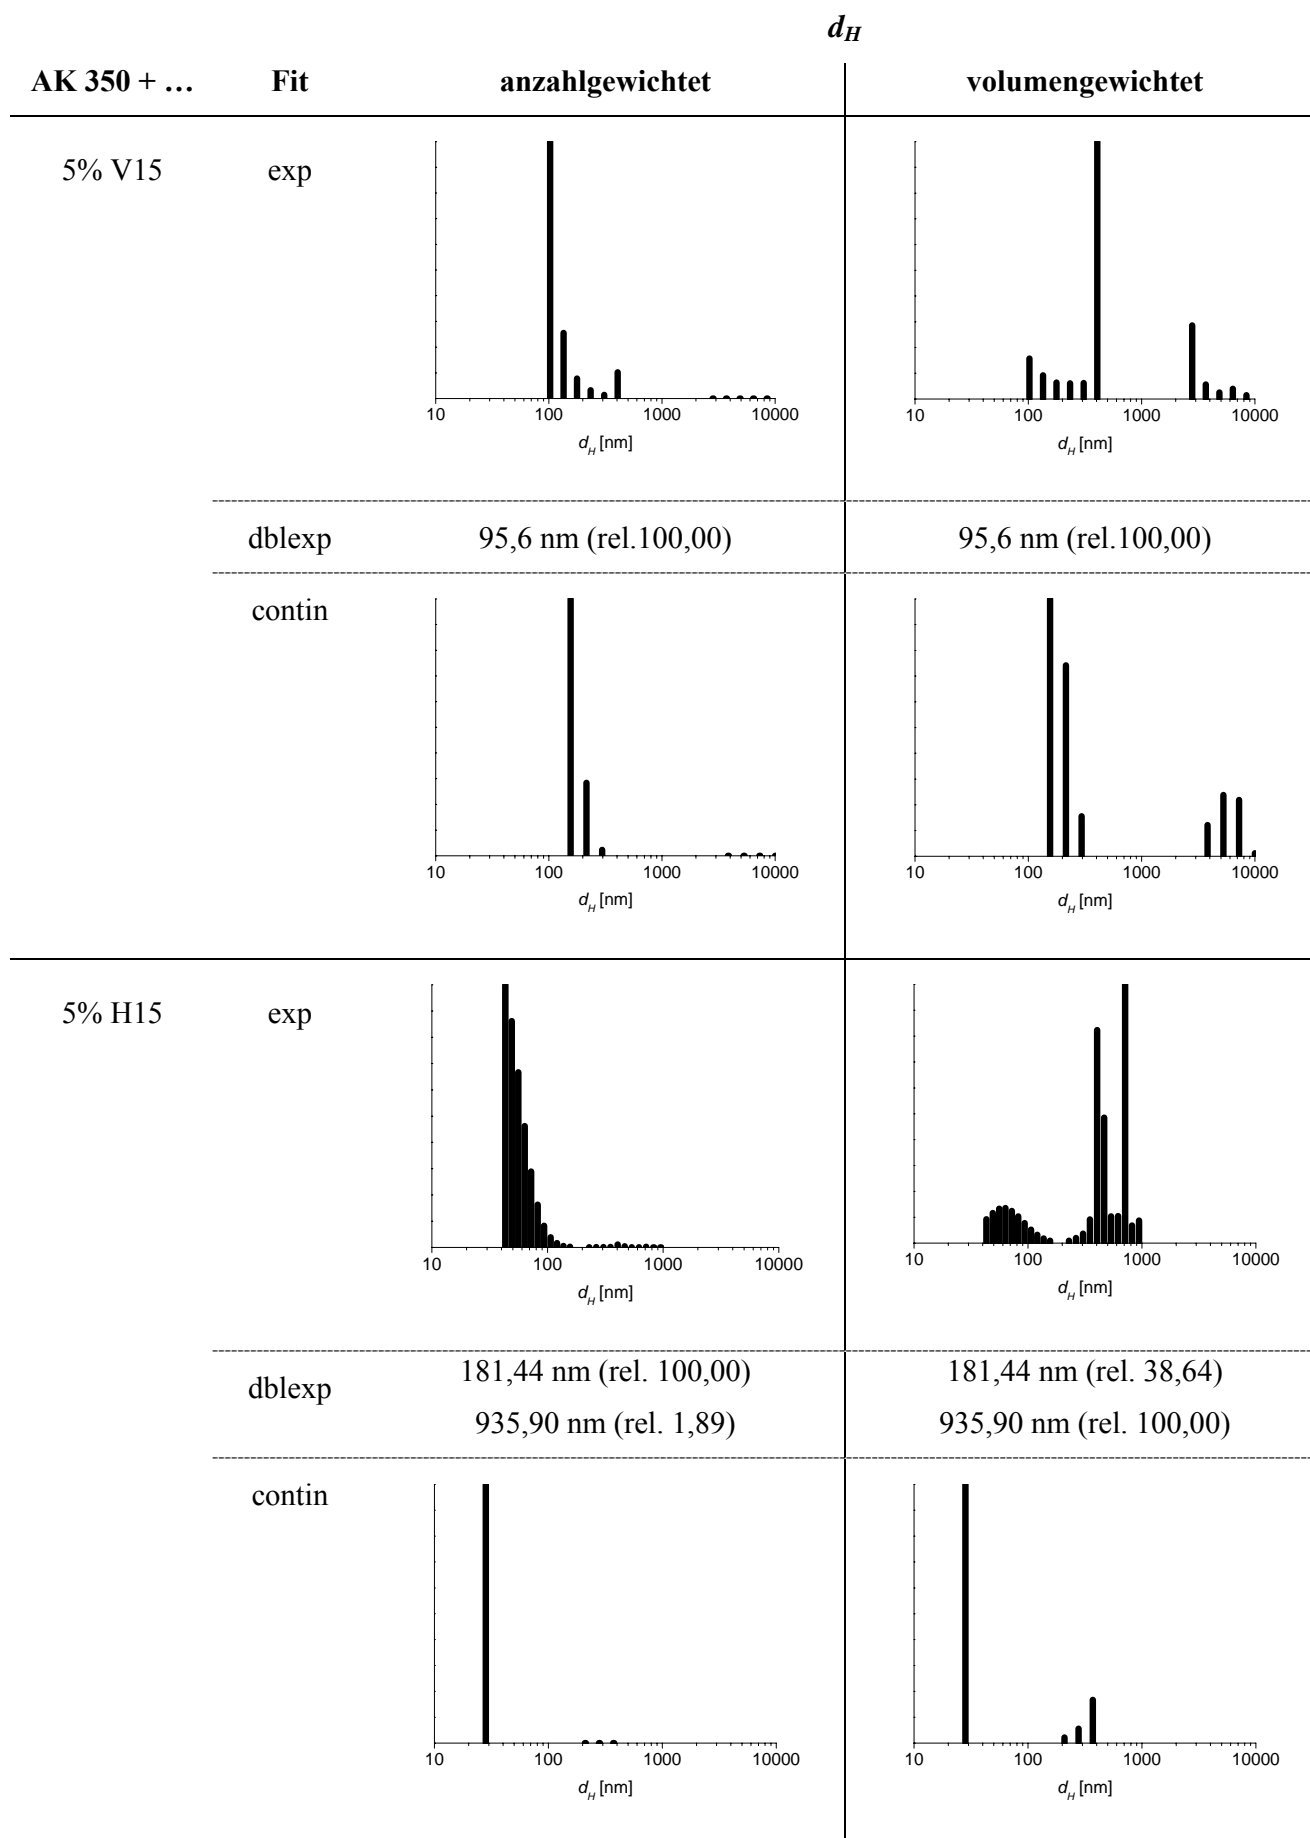 d_H
AK 350 + … Fit anzahlgewichtet volumengewichtet
5% V15 exp
10 100 1000 10000 10 100 1000 10000
d_H [nm] d_H [nm]
dblexp 95,6 nm (rel.100,00) 95,6 nm (rel.100,00)
contin
10 100 1000 10000 10 100 1000 10000
d_H [nm] d_H [nm]
5% H15 exp
10 100 1000 10000 10 100 1000 10000
d_H [nm] d_H [nm]
dblexp
181,44 nm (rel. 100,00) 181,44 nm (rel. 38,64)
935,90 nm (rel. 1,89) 935,90 nm (rel. 100,00)
contin
10 100 1000 10000 10 100 1000 10000
d_H [nm] d_H [nm]